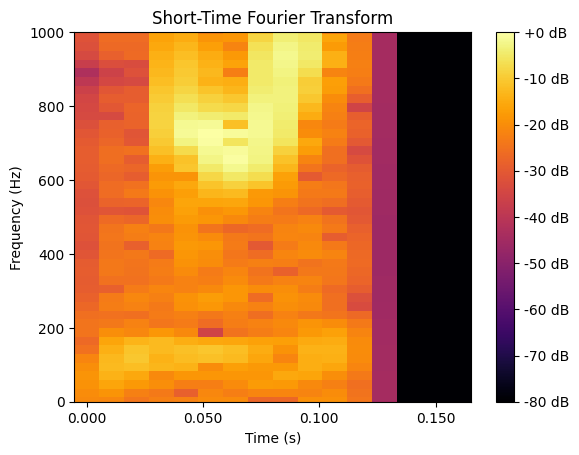 Short-Time Fourier Transform
1000
800
600
400
200
0
Frequency (Hz)
0.000
0.050
0.100
0.150
Time (s)
+0 dB
-10 dB
-20 dB
-30 dB
-40 dB
-50 dB
-60 dB
-70 dB
-80 dB